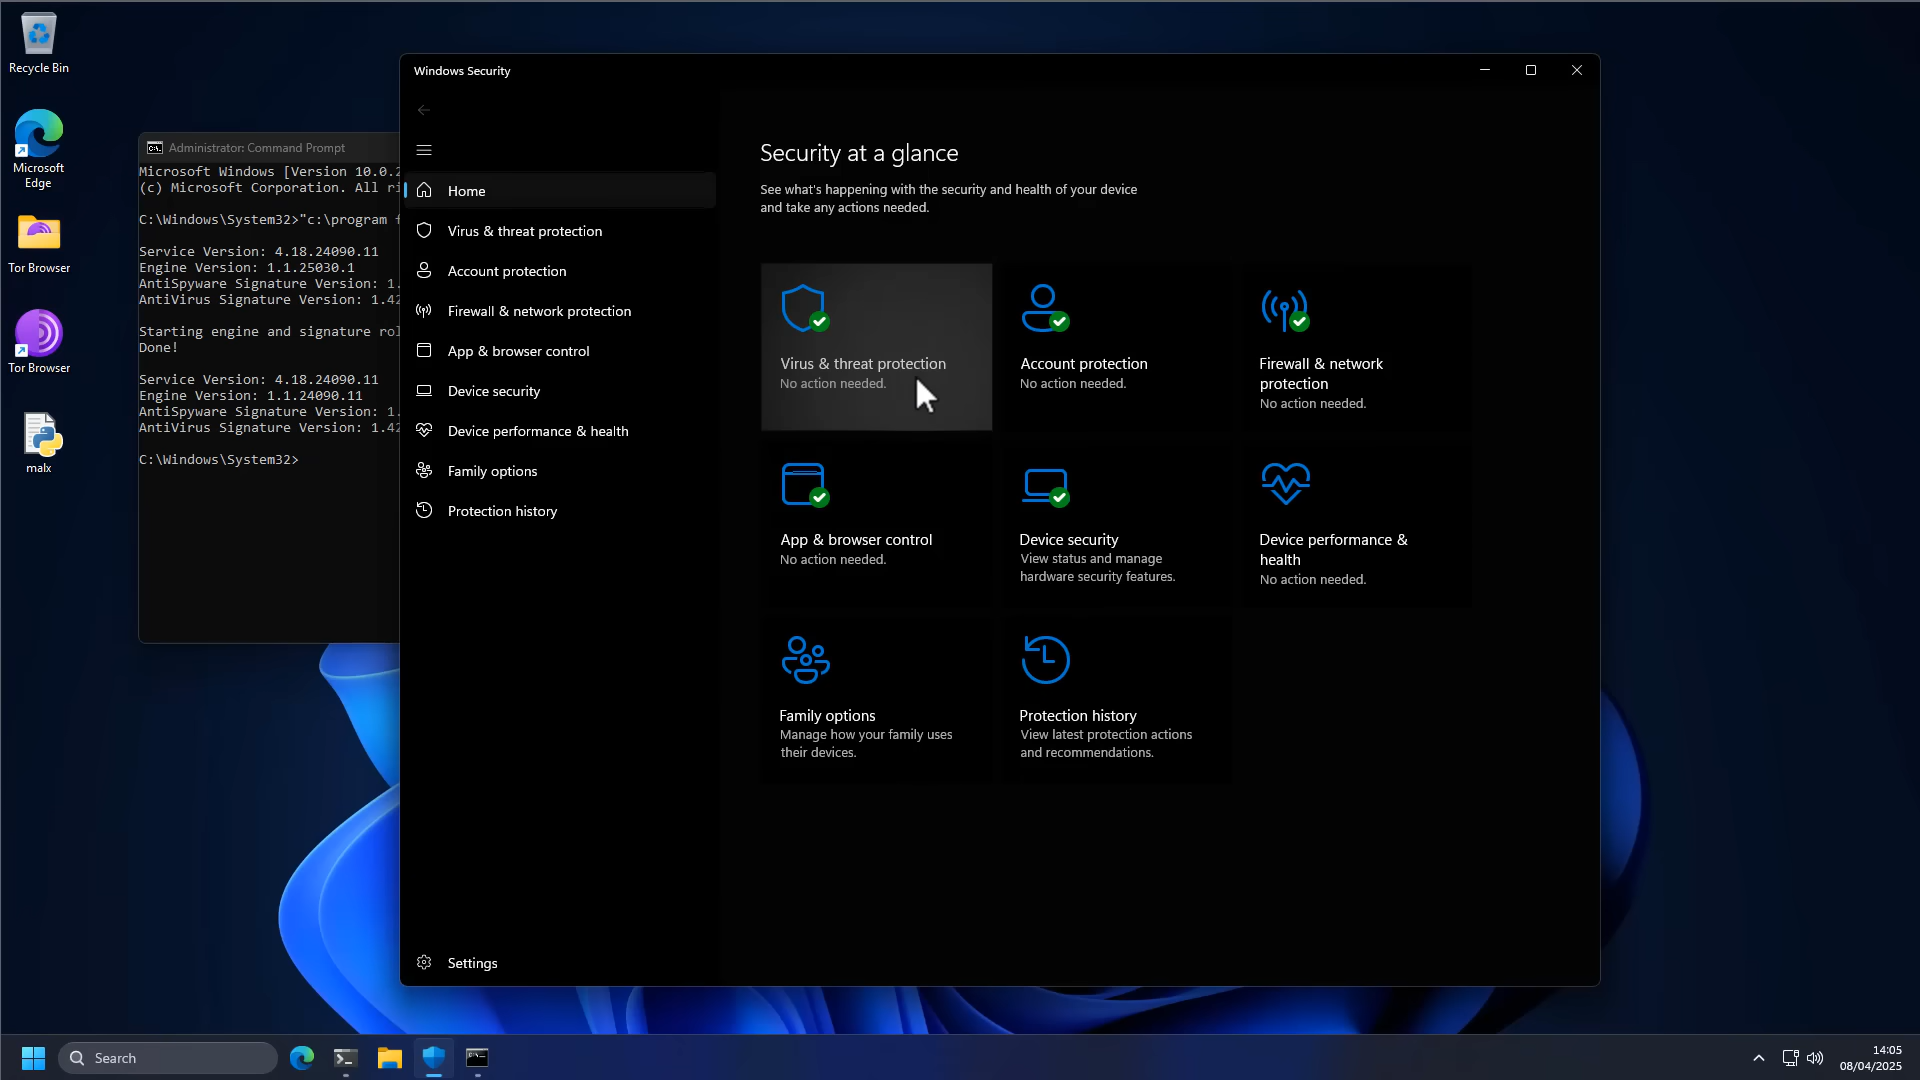 Recycle Bin
Microsoft
Edge
Tor Browser
Tor Browser
malx
Administrator: Command Prompt
Microsoft Windows [Version 10.0.2
(c) Microsoft Corporation. All ri
C:\Windows\System32>"c:\program f
Service Version: 4.18.24090.11
Engine Version: 1.1.25030.1
AntiSpyware Signature Version: 1.
AntiVirus Signature Version: 1.42
Starting engine and signature rol
Done!
Service Version: 4.18.24090.11
Engine Version: 1.1.24090.11
AntiSpyware Signature Version: 1.
AntiVirus Signature Version: 1.42
C:\Windows\System32>
Windows Security
Home
Virus & threat protection
Account protection
Firewall & network protection
App & browser control
Device security
Device performance & health
Family options
Protection history
Settings
Security at a glance
See what's happening with the security and health of your device
and take any actions needed.
Virus & threat protection
No action needed.
Account protection
No action needed.
Firewall & network
protection
No action needed.
App & browser control
No action needed.
Device security
View status and manage
hardware security features.
Device performance &
health
No action needed.
Family options
Manage how your family uses
their devices.
Protection history
View latest protection actions
and recommendations.
Search
14:05
08/04/2025